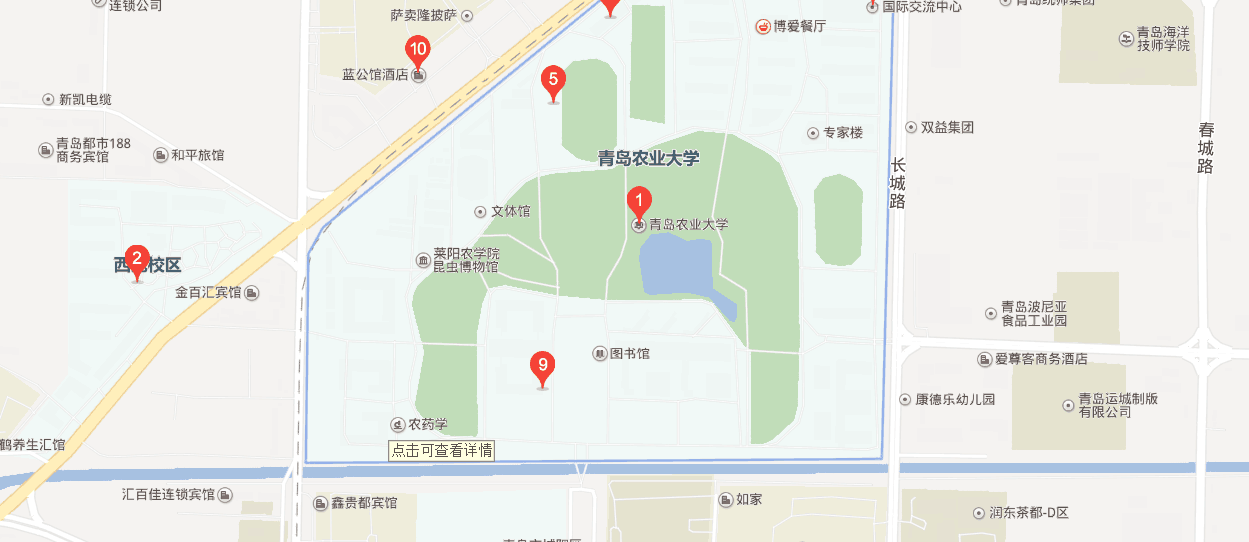 连锁公司
萨卖隆披萨
国际交流中心
博爱餐厅
青岛海洋
技师学院
10
蓝公馆酒店
5
新凯电缆
青岛都市188
商务宾馆
和平旅馆
专家楼
双益集团
春城路
长城路
青岛农业大学
1
青岛农业大学
文体馆
莱阳农学院
昆虫博物馆
2
校区
金百汇宾馆
青岛波尼亚
食品工业园
图书馆
9
爱尊客商务酒店
康德乐幼儿园
青岛运城制版
有限公司
农药学
点击可查看详情
鹤养生汇馆
汇百佳连锁宾馆
鑫贵都宾馆
如家
润东茶都-D区